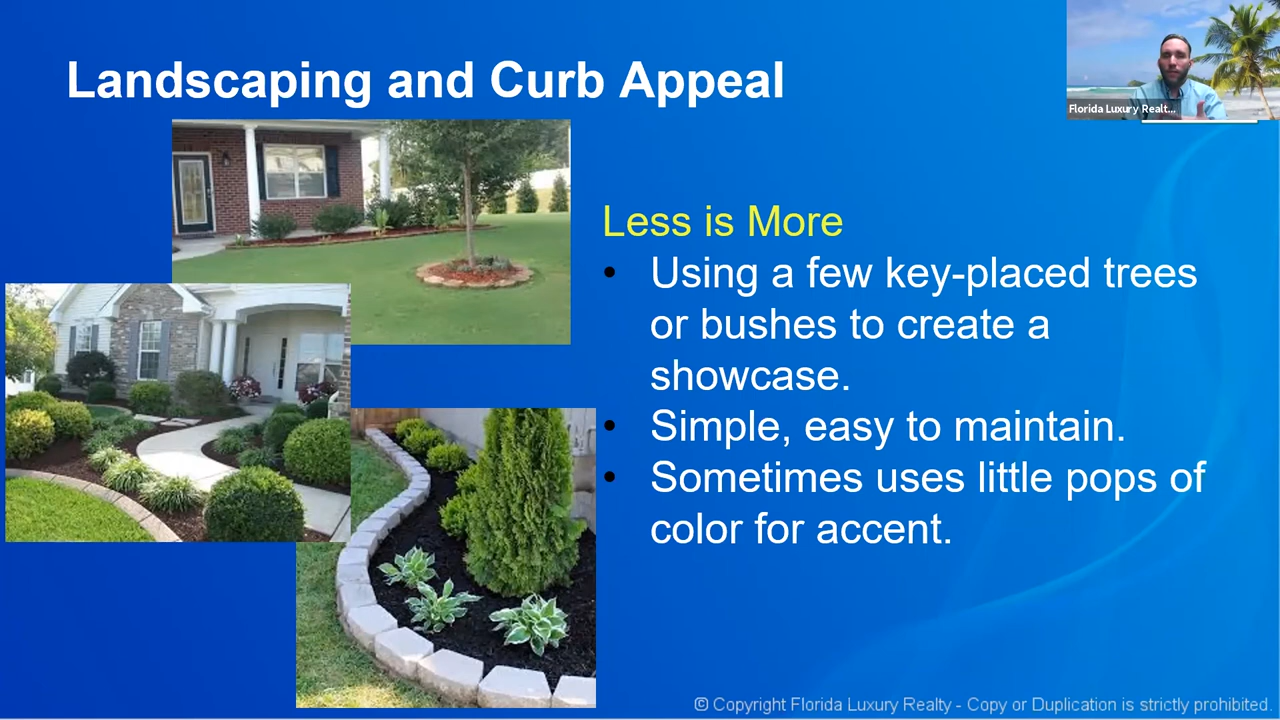 Landscaping and Curb Appeal
Florida Luxury Realt...
Less is More
• Using a few key-placed trees
or bushes to create a
showcase.
• Simple, easy to maintain.
• Sometimes uses little pops of
color for accent.
© Copyright Florida Luxury Realty - Copy or Duplication is strictly prohibited.